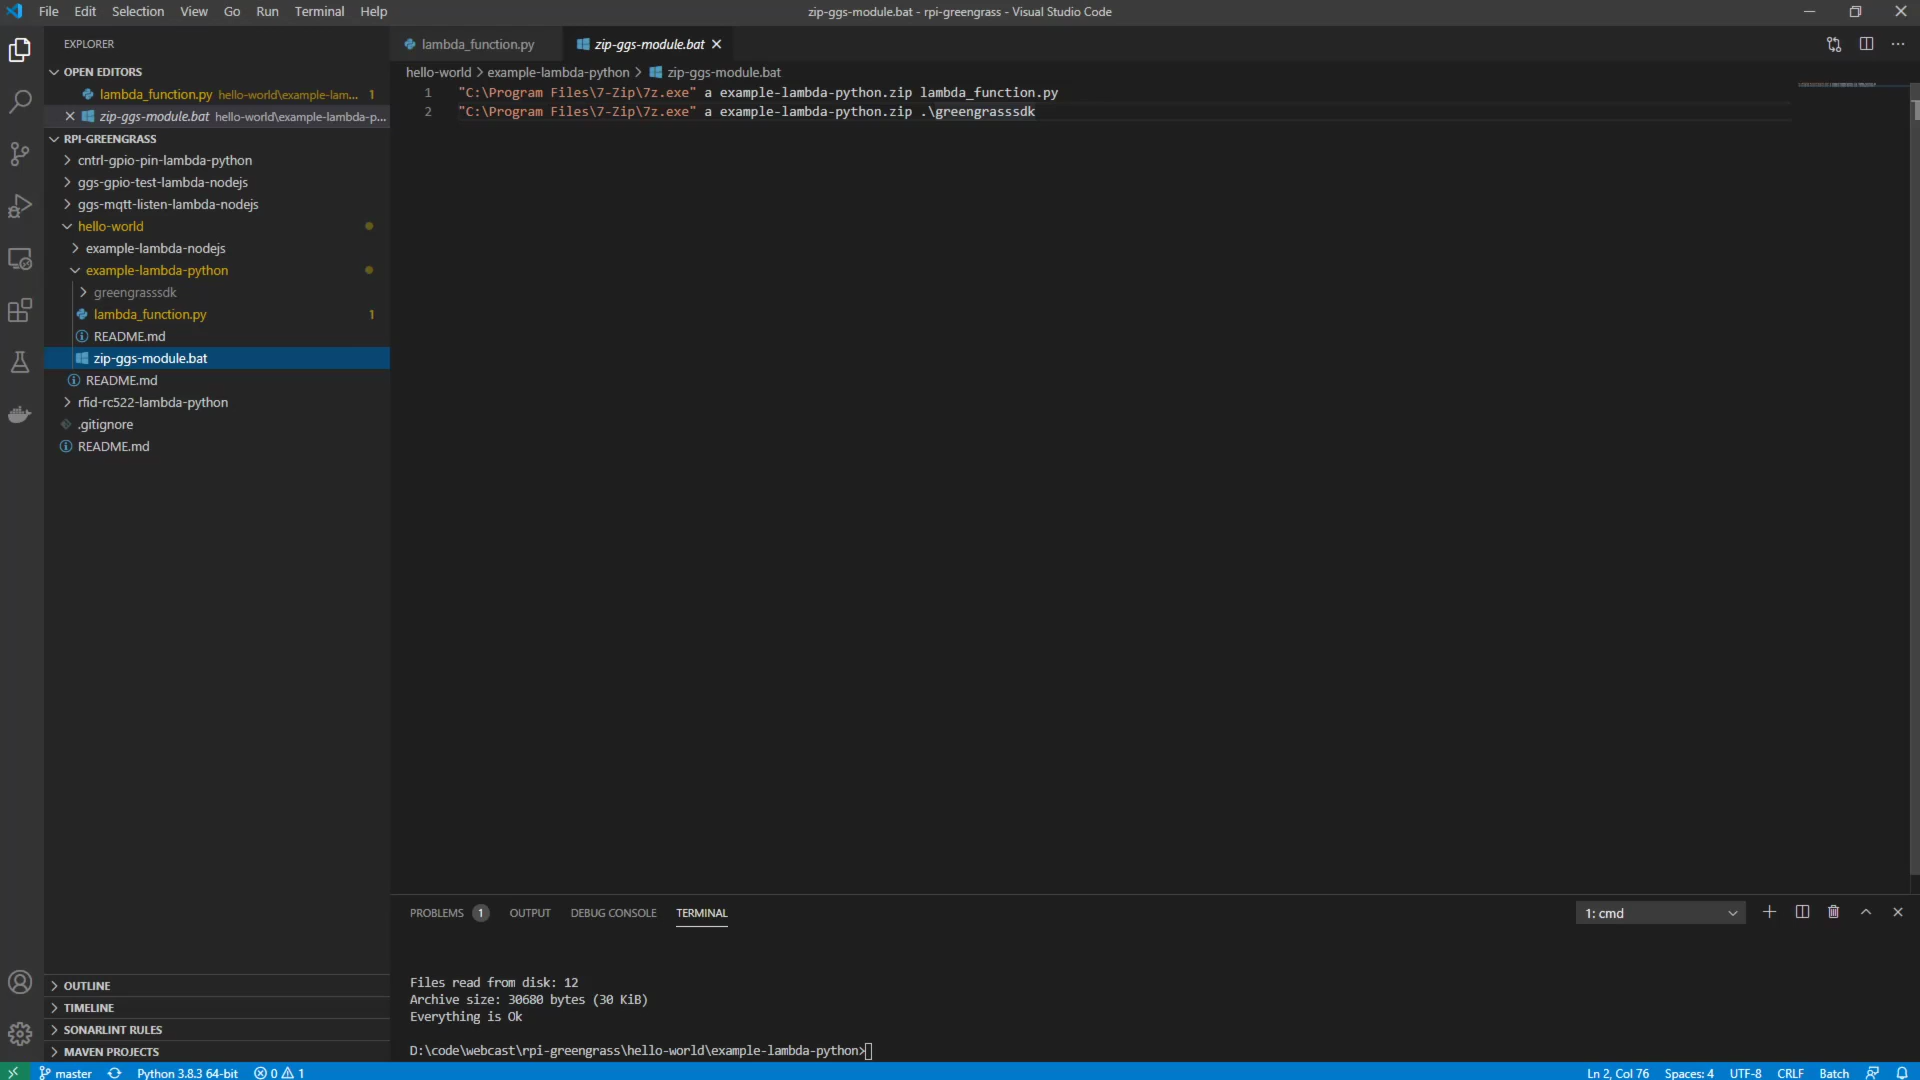 File Edit Selection View Go Run Terminal Help
zip-ggs-module.bat - rpi-greengrass - Visual Studio Code
EXPLORER
OPEN EDITORS
lambda_function.py hello-world\example-lam... 1
zip-ggs-module.bat hello-world\example-lambda-p...
RPI-GREENGRASS
cntrl-gpio-pin-lambda-python
ggs-gpio-test-lambda-nodejs
ggs-mqtt-listen-lambda-nodejs
hello-world
example-lambda-nodejs
example-lambda-python
greengrasssdk
lambda_function.py 1
README.md
zip-ggs-module.bat
README.md
rfid-rc522-lambda-python
.gitignore
README.md
OUTLINE
TIMELINE
SONARLINT RULES
MAVEN PROJECTS
lambda_function.py zip-ggs-module.bat
hello-world > example-lambda-python > zip-ggs-module.bat
1 "C:\Program Files\7-Zip\7z.exe" a example-lambda-python.zip lambda_function.py
2 "C:\Program Files\7-Zip\7z.exe" a example-lambda-python.zip .\greengrasssdk
PROBLEMS 1 OUTPUT DEBUG CONSOLE TERMINAL
1: cmd
Files read from disk: 12
Archive size: 30680 bytes (30 KiB)
Everything is Ok
D:\code\webcast\rpi-greengrass\hello-world\example-lambda-python>
master Python 3.8.3 64-bit 0 1
Ln 2, Col 76 Spaces: 4 UTF-8 CRLF Batch